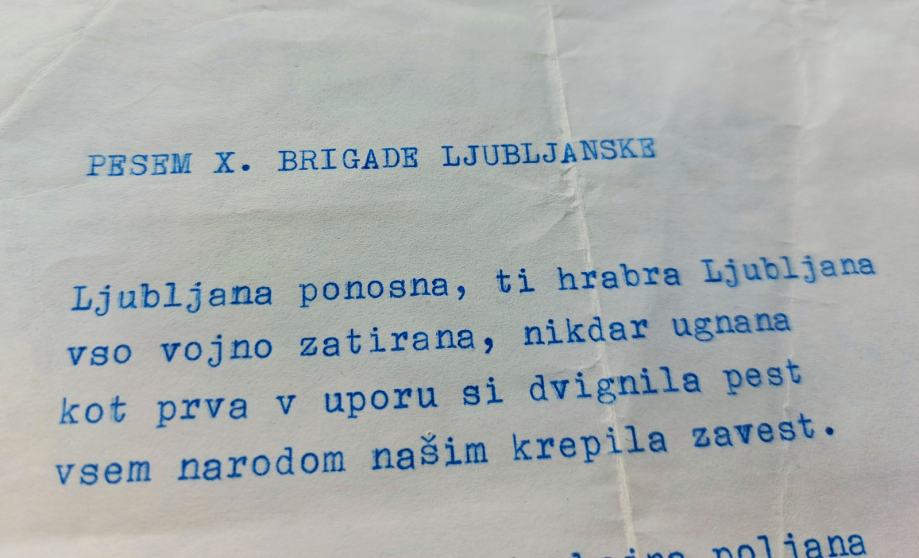 PESEM X. BRIGADE LJUBLJANSKE
Ljubljana ponosna, ti hrabra Ljubljana
vso vojno zatirana, nikdar ugnana
kot prva v uporu si dvignila pest
vsem narodom našim krepila zavest.
poljana